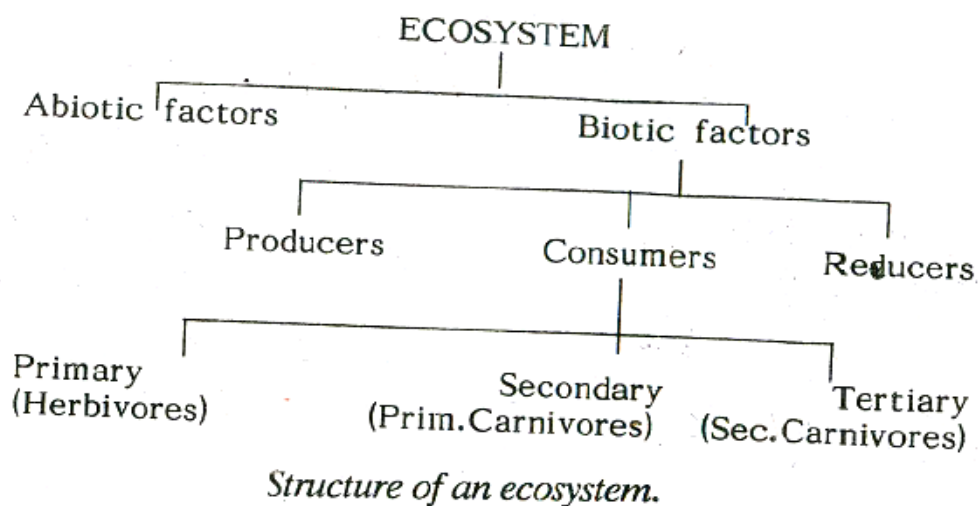 ECOSYSTEM
Abiotic factors
Biotic factors
Producers
Consumers
Reducers
Primary
(Herbivores)
Secondary
(Prim.Carnivores)
Tertiary
(Sec.Carnivores)
Structure of an ecosystem.